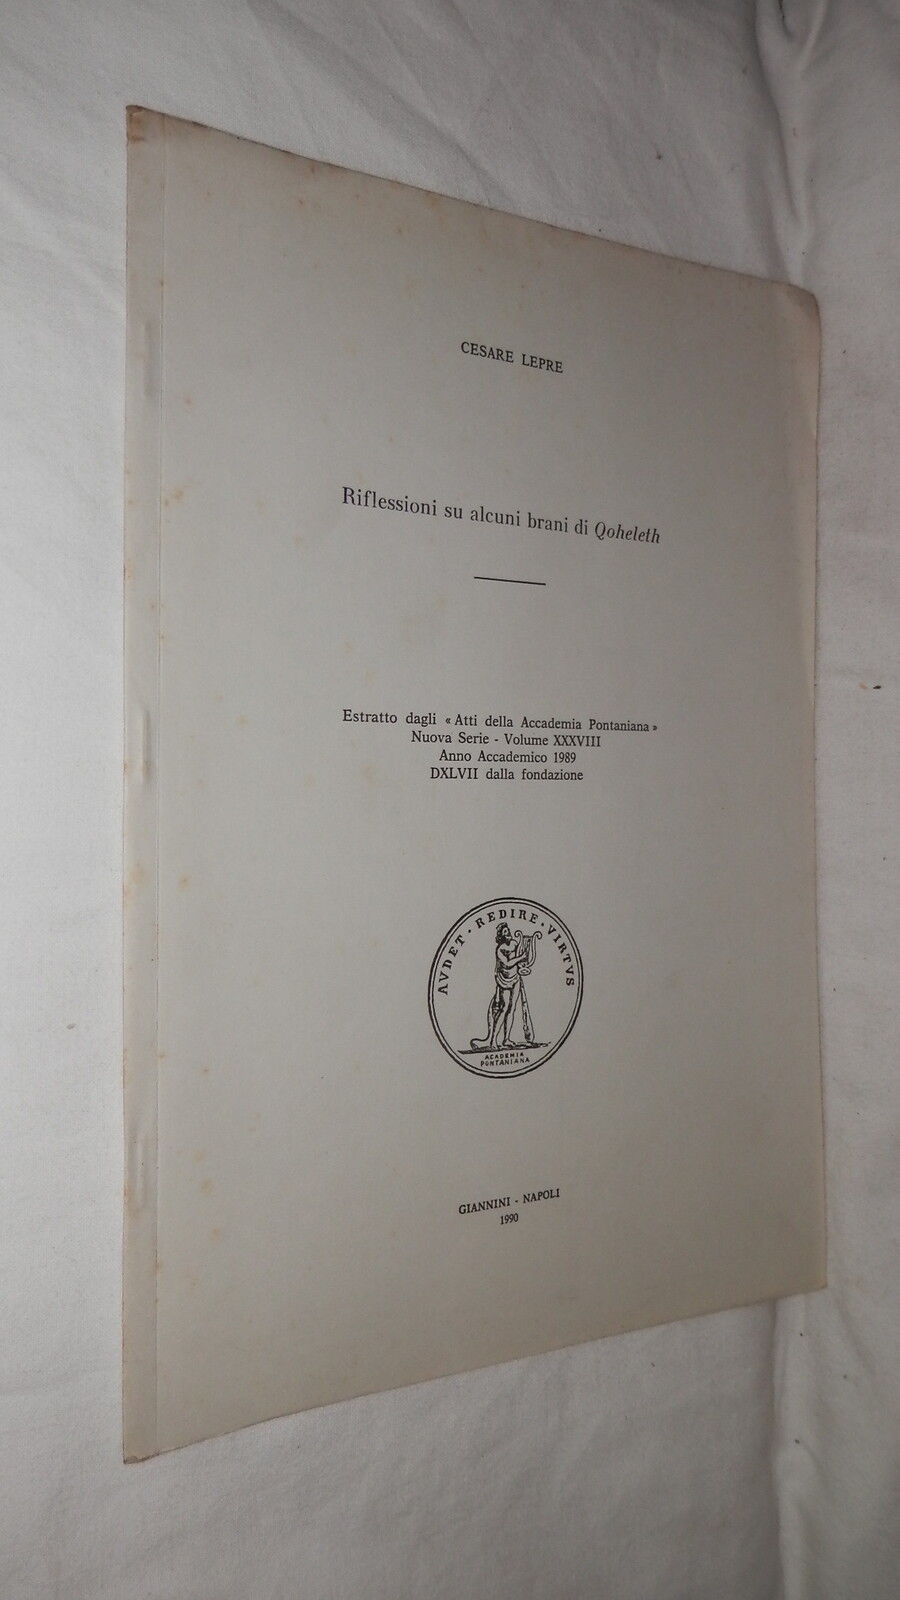 CESARE LEPRE
Riflessioni su alcuni brani di Qoheleth
Estratto dagli « Atti della Accademia Pontaniana »
Nuova Serie - Volume XXXVIII
Anno Accademico 1989
DXLVII dalla fondazione
AVDET · REDIRE · VIRTVS
ACADEMIA
PONTANIANA
GIANNINI - NAPOLI
1990